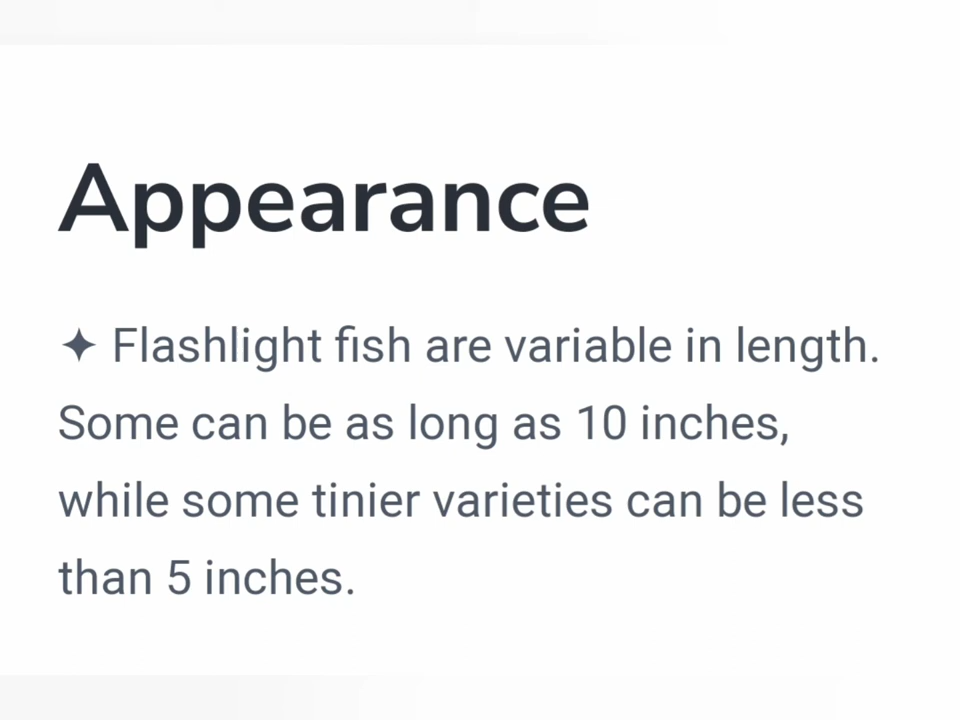 Appearance
✦ Flashlight fish are variable in length.
Some can be as long as 10 inches,
while some tinier varieties can be less
than 5 inches.